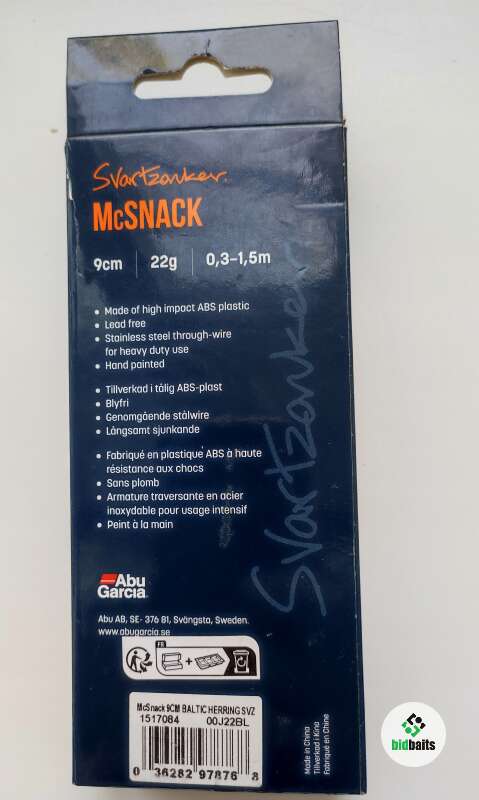 Svartzonker
McSNACK
9cm | 22g | 0,3-1,5m
• Made of high impact ABS plastic
• Lead free
• Stainless steel through-wire
for heavy duty use
• Hand painted
• Tillverkad i tålig ABS-plast
• Blyfri
• Genomgående stålwire
• Långsamt sjunkande
• Fabriqué en plastique ABS à haute
résistance aux chocs
• Sans plomb
• Armature traversante en acier
inoxydable pour usage intensif
• Peint à la main
Svartzonker
Abu
Garcia
Abu AB, SE- 376 81, Svängsta, Sweden.
www.abugarcia.se
FR
+
McSnack 9CM BALTIC HERRING SVZ
1517084 00J22BL
0 36282 97876 8
Made in China
Tillverkad i Kina
Fabriqué en Chine
bidbaits